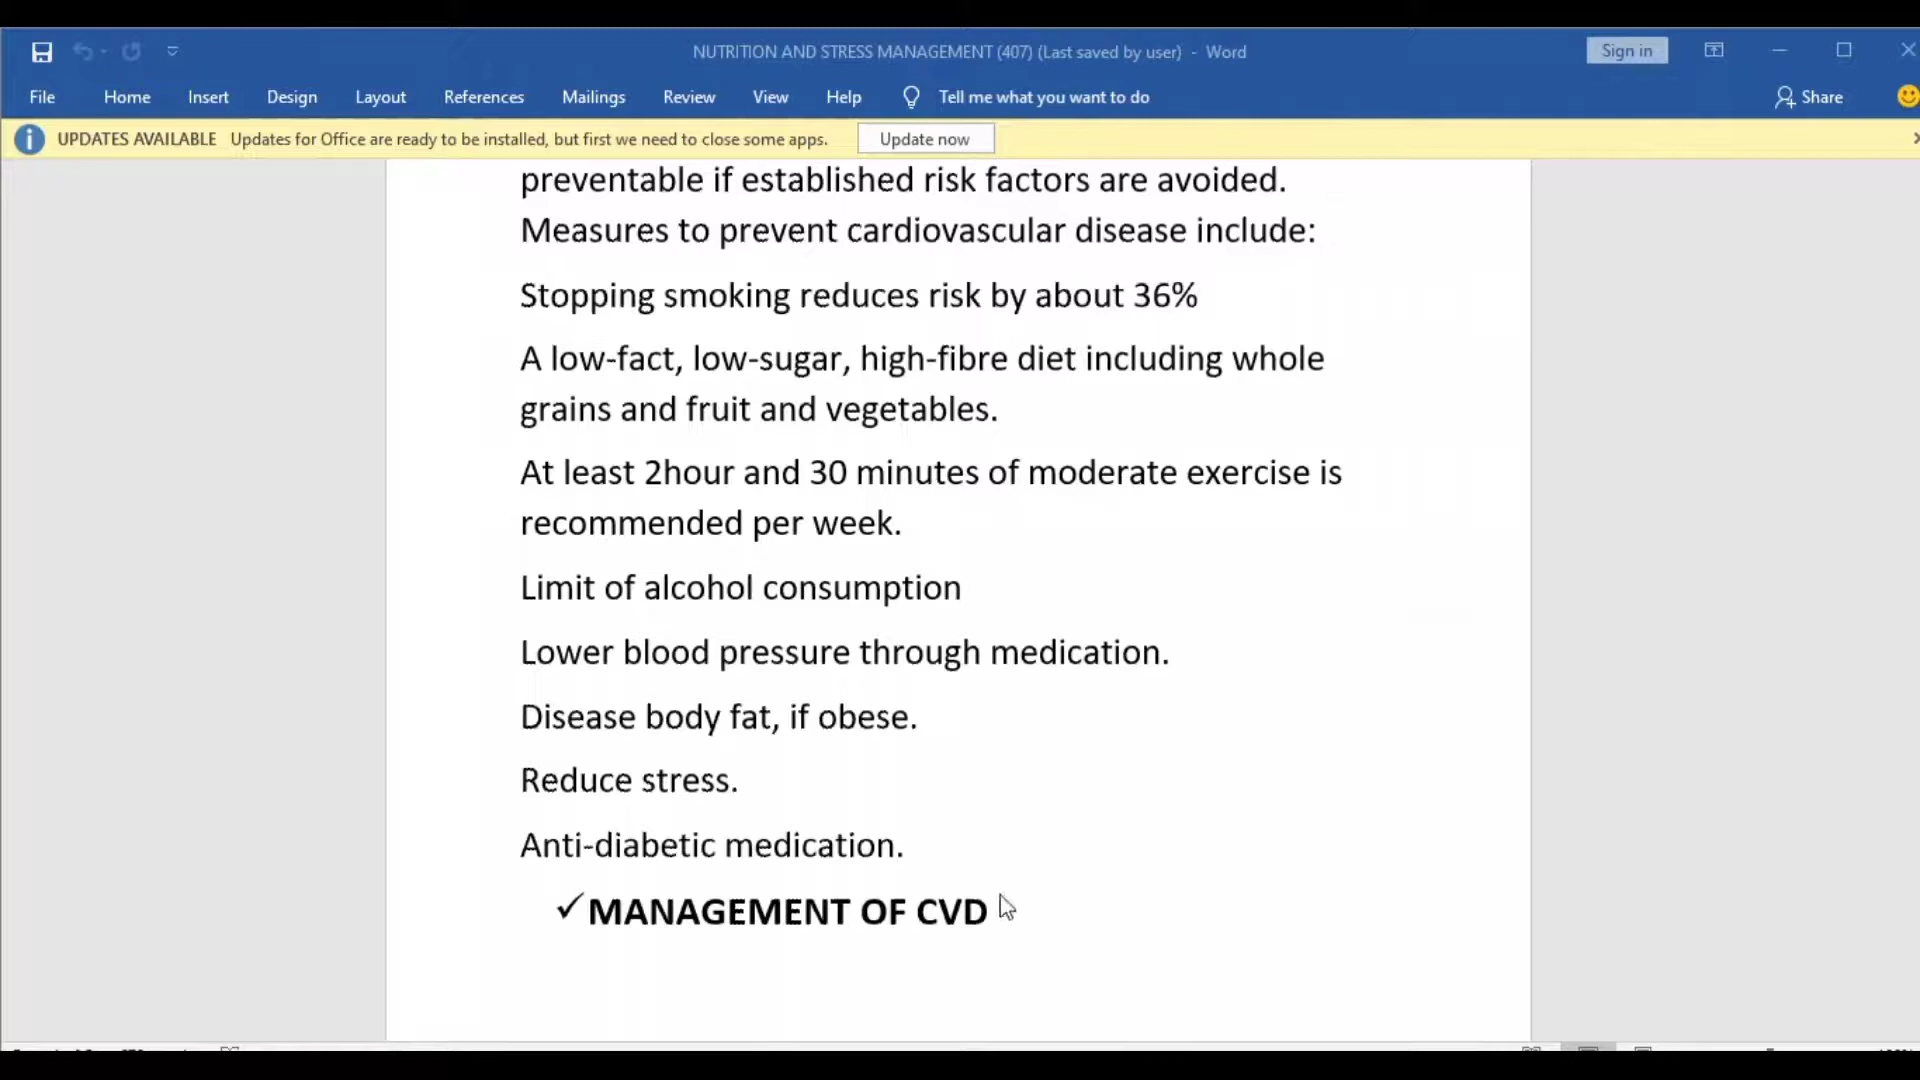 NUTRITION AND STRESS MANAGEMENT (407) (Last saved by user) - Word
Sign in
File Home Insert Design Layout References Mailings Review View Help Tell me what you want to do Share
UPDATES AVAILABLE Updates for Office are ready to be installed, but first we need to close some apps. Update now
preventable if established risk factors are avoided.
Measures to prevent cardiovascular disease include:
Stopping smoking reduces risk by about 36%
A low-fact, low-sugar, high-fibre diet including whole
grains and fruit and vegetables.
At least 2hour and 30 minutes of moderate exercise is
recommended per week.
Limit of alcohol consumption
Lower blood pressure through medication.
Disease body fat, if obese.
Reduce stress.
Anti-diabetic medication.
✓MANAGEMENT OF CVD